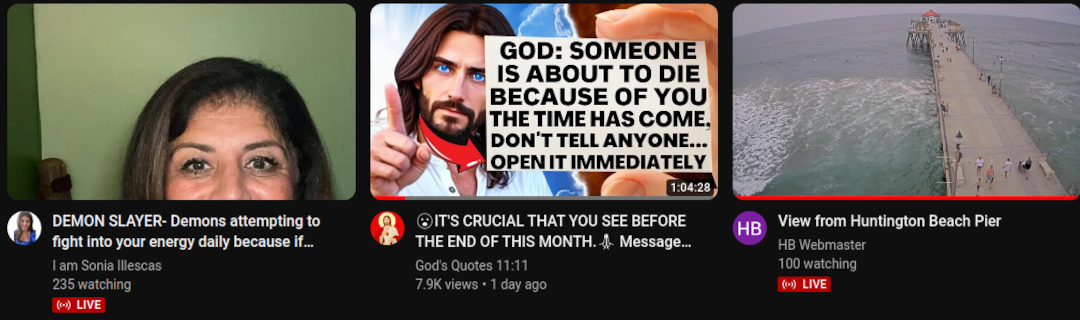 GOD: SOMEONE
IS ABOUT TO DIE
BECAUSE OF YOU
THE TIME HAS COME.
DON'T TELL ANYONE...
OPEN IT IMMEDIATELY
1:04:28
DEMON SLAYER- Demons attempting to
fight into your energy daily because if...
I am Sonia Illescas
235 watching
LIVE
😮IT'S CRUCIAL THAT YOU SEE BEFORE
THE END OF THIS MONTH. Message...
God's Quotes 11:11
7.9K views • 1 day ago
HB
View from Huntington Beach Pier
HB Webmaster
100 watching
LIVE